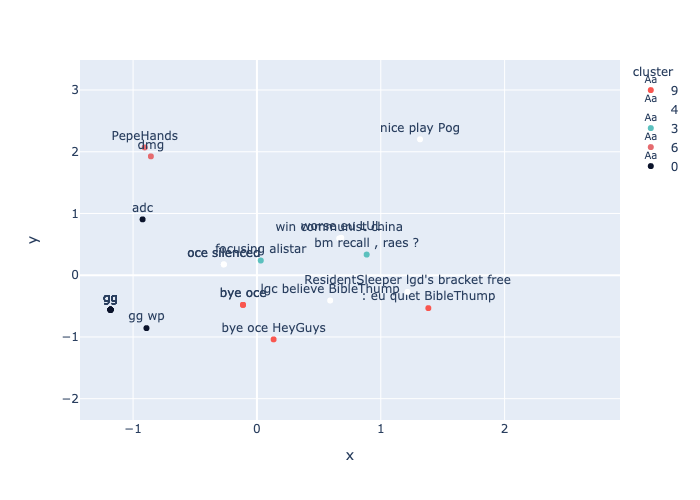 cluster
Aa 9
Aa 4
Aa 3
Aa 6
Aa 0
3
2
1
0
−1
−2
y
−1
0
1
2
x
nice play Pog
PepeHands
dmg
adc
win communist china
bm recall , raes ?
focusing alistar
oce silenced
ResidentSleeper lgd's bracket free
lgc believe BibleThump
: eu quiet BibleThump
bye oce
gg
gg wp
bye oce HeyGuys